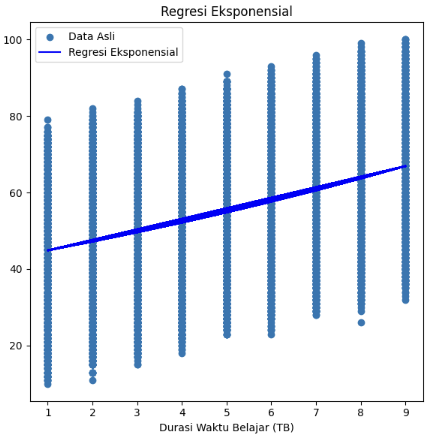 Regresi Eksponensial
Data Asli
Regresi Eksponensial
100
80
60
40
20
1 2 3 4 5 6 7 8 9
Durasi Waktu Belajar (TB)